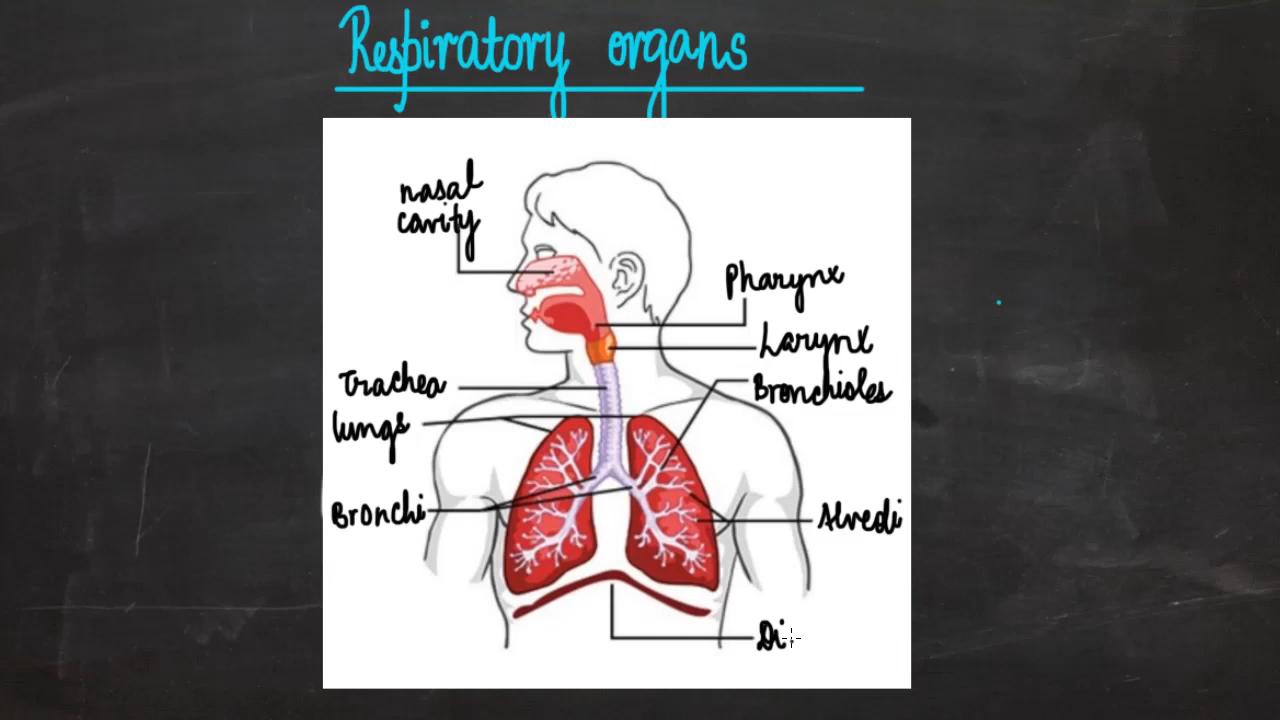 Respiratory organs
nasal
cavity
Pharynx
Larynx
Trachea
Bronchioles
lungs
Bronchi
Alveoli
Di